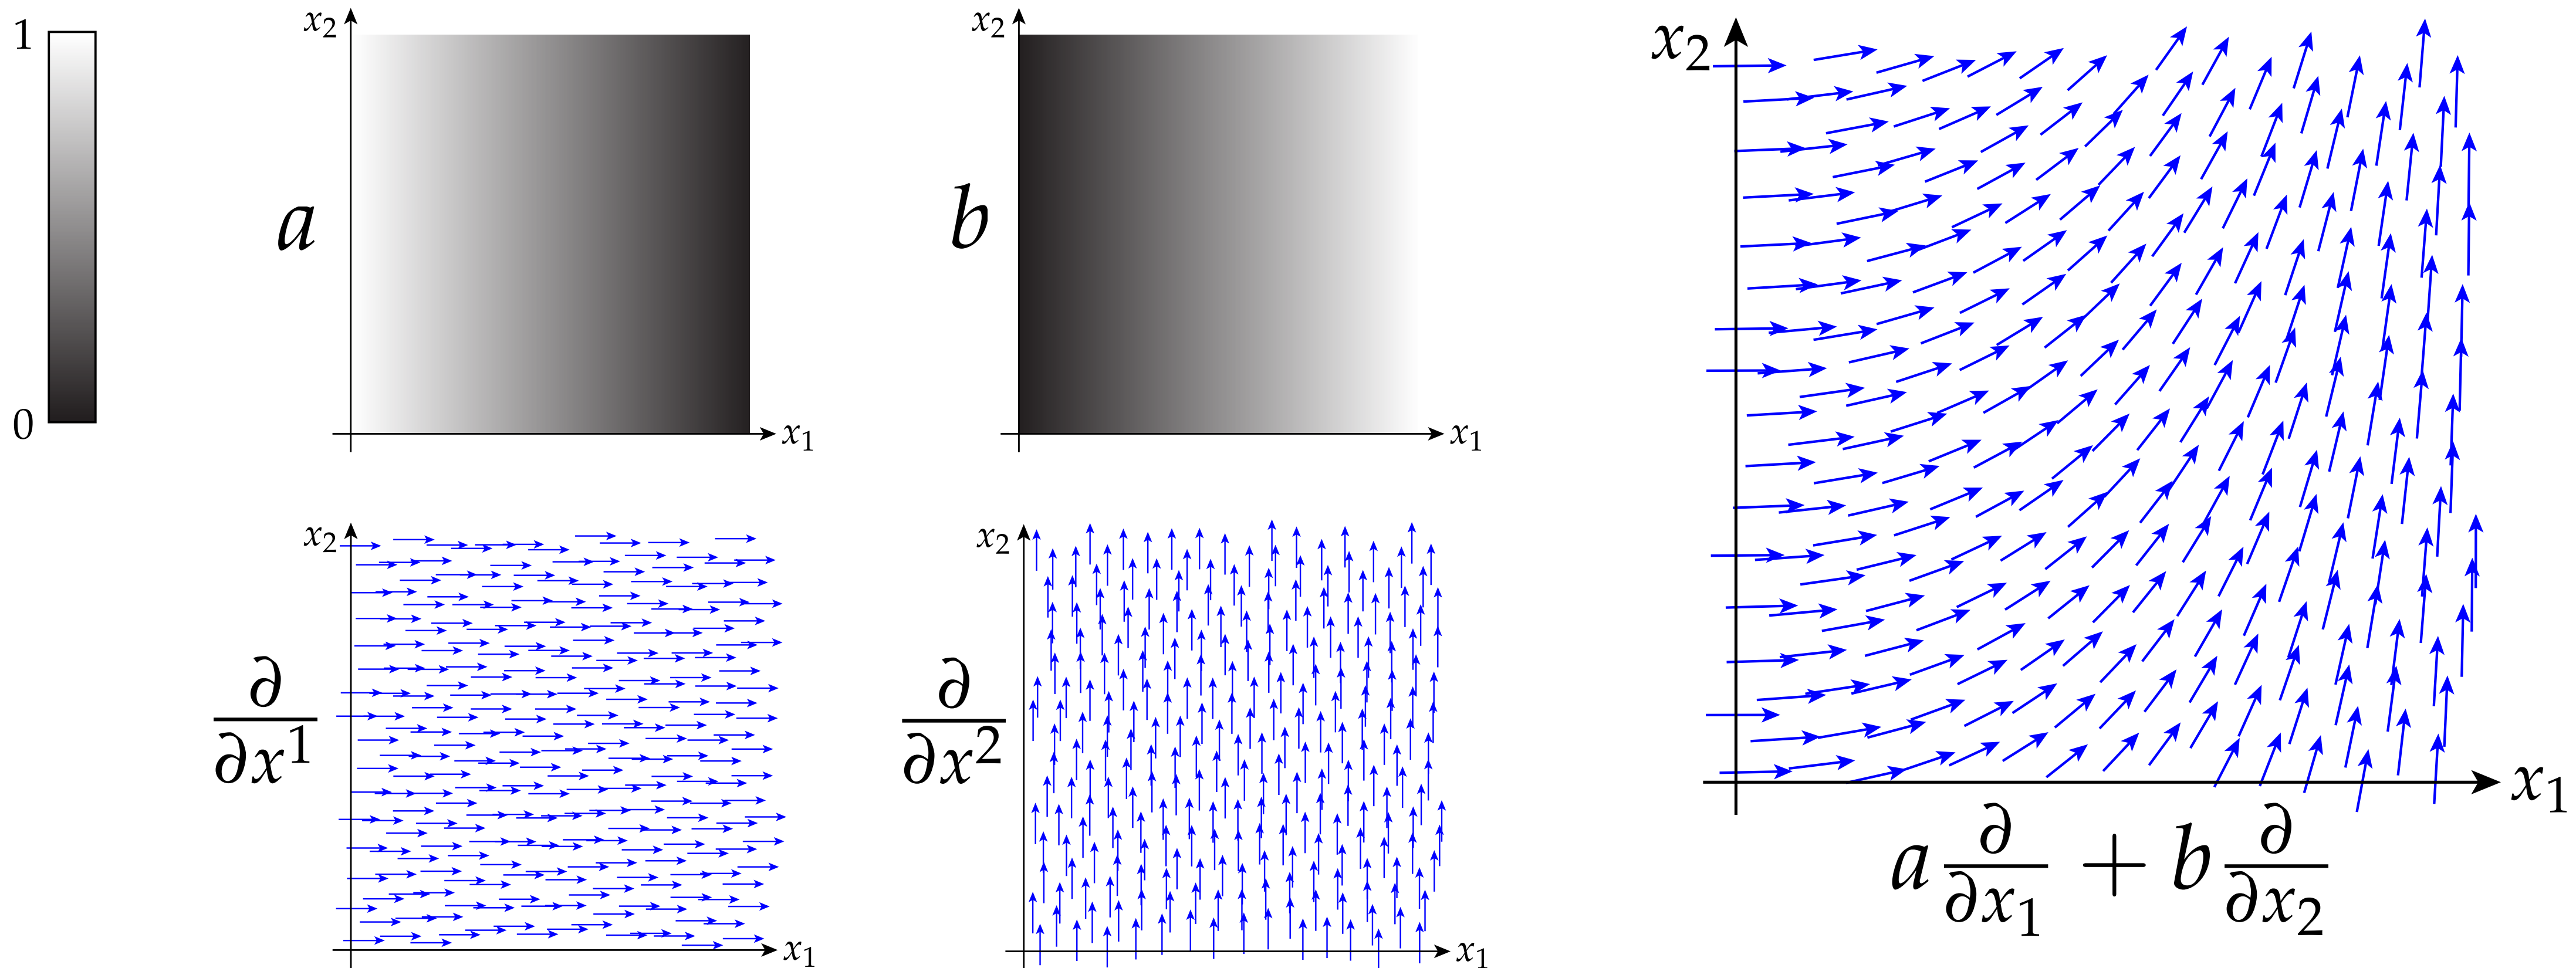 1
0
x₂
a
x₁
x₂
b
x₁
x₂
∂
∂x¹
x₁
x₂
∂
∂x²
x₁
x₂
x₁
a ∂/∂x₁ + b ∂/∂x₂